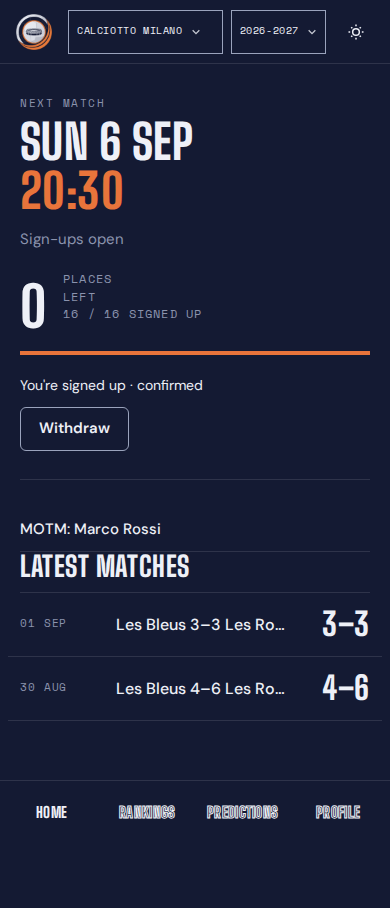 CALCIOTTO MILANO
2026-2027
NEXT MATCH
SUN 6 SEP
20:30
Sign-ups open
0
PLACES
LEFT
16 / 16 SIGNED UP
You're signed up · confirmed
Withdraw
MOTM: Marco Rossi
LATEST MATCHES
01 SEP Les Bleus 3–3 Les Ro… 3–3
30 AUG Les Bleus 4–6 Les Ro… 4–6
HOME RANKINGS PREDICTIONS PROFILE